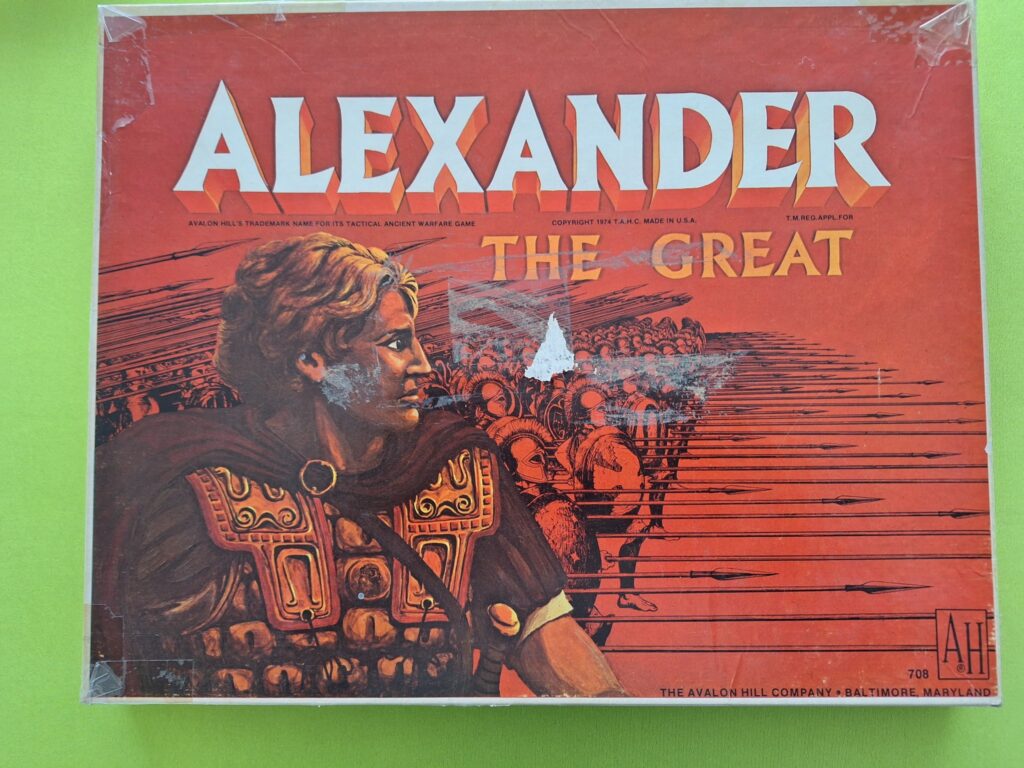 ALEXANDER
AVALON HILL'S TRADEMARK NAME FOR ITS TACTICAL ANCIENT WARFARE GAME COPYRIGHT 1974 T.A.H.C. MADE IN U.S.A. T.M.REG.APPL.FOR
THE GREAT
AH
708
THE AVALON HILL COMPANY • BALTIMORE, MARYLAND